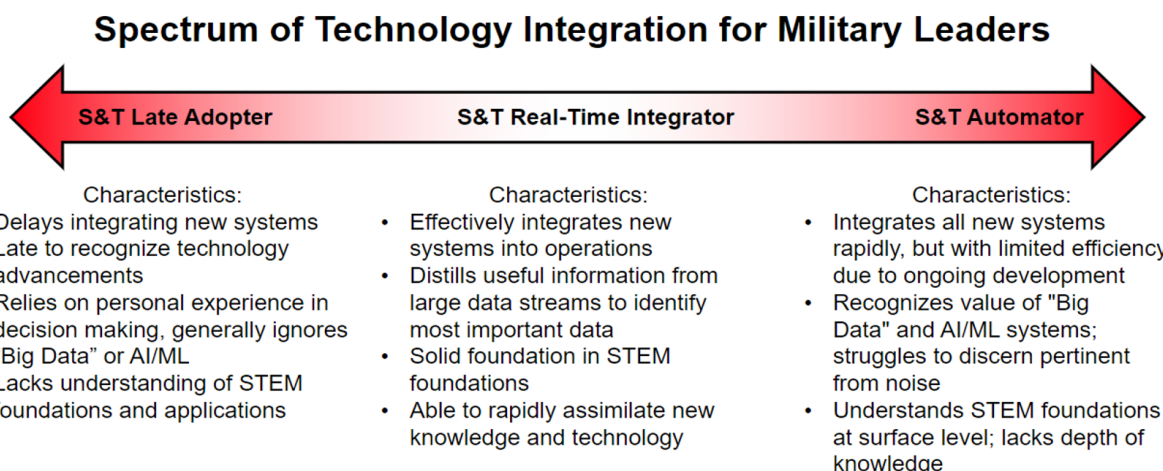 Spectrum of Technology Integration for Military Leaders
S&T Late Adopter
S&T Real-Time Integrator
S&T Automator
Characteristics:
Delays integrating new systems
Late to recognize technology
advancements
Relies on personal experience in
decision making, generally ignores
"Big Data” or AI/ML
Lacks understanding of STEM
foundations and applications
Characteristics:
• Effectively integrates new
systems into operations
• Distills useful information from
large data streams to identify
most important data
• Solid foundation in STEM
foundations
• Able to rapidly assimilate new
knowledge and technology
Characteristics:
• Integrates all new systems
rapidly, but with limited efficiency
due to ongoing development
• Recognizes value of "Big
Data" and AI/ML systems;
struggles to discern pertinent
from noise
• Understands STEM foundations
at surface level; lacks depth of
knowledge